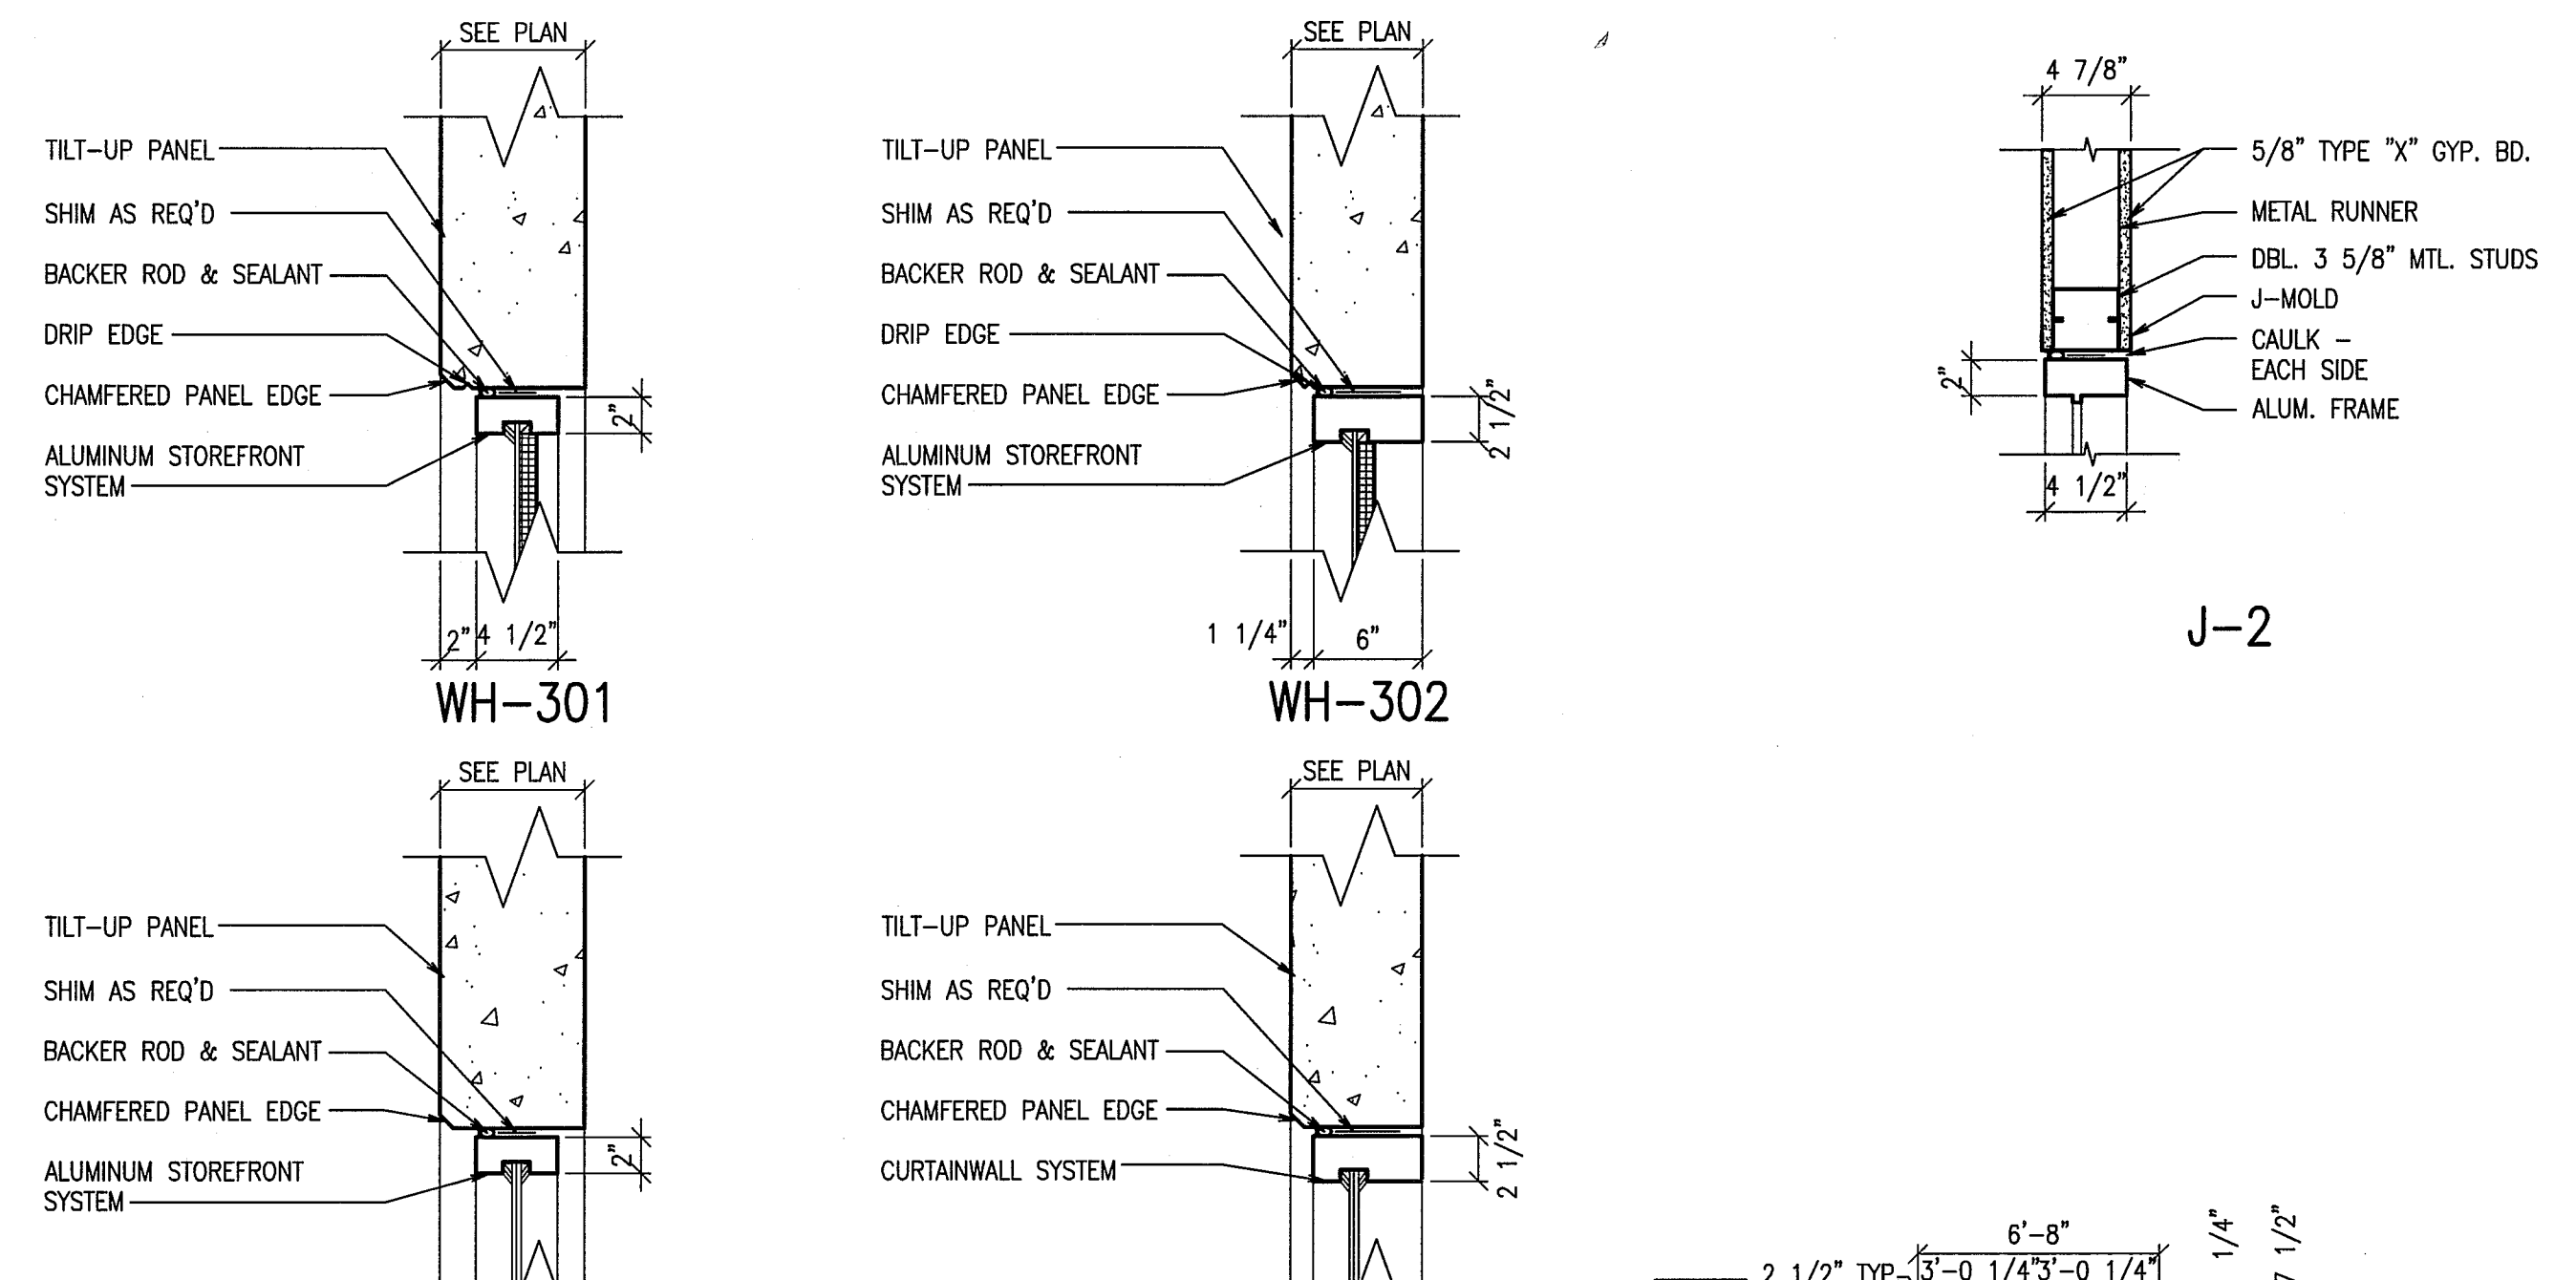 SEE PLAN
TILT-UP PANEL
SHIM AS REQ'D
BACKER ROD & SEALANT
DRIP EDGE
CHAMFERED PANEL EDGE
2"
ALUMINUM STOREFRONT
SYSTEM
2" 4 1/2"
WH-301
SEE PLAN
TILT-UP PANEL
SHIM AS REQ'D
BACKER ROD & SEALANT
DRIP EDGE
CHAMFERED PANEL EDGE
2 1/2"
ALUMINUM STOREFRONT
SYSTEM
1 1/4" 6"
WH-302
4 7/8"
5/8" TYPE "X" GYP. BD.
METAL RUNNER
DBL. 3 5/8" MTL. STUDS
J-MOLD
CAULK -
EACH SIDE
2"
ALUM. FRAME
4 1/2"
J-2
SEE PLAN
TILT-UP PANEL
SHIM AS REQ'D
BACKER ROD & SEALANT
CHAMFERED PANEL EDGE
2"
ALUMINUM STOREFRONT
SYSTEM
SEE PLAN
TILT-UP PANEL
SHIM AS REQ'D
BACKER ROD & SEALANT
CHAMFERED PANEL EDGE
2 1/2"
CURTAINWALL SYSTEM
6'-8"
2 1/2" TYP 3'-0 1/4" 3'-0 1/4"
1/4"
1/2"